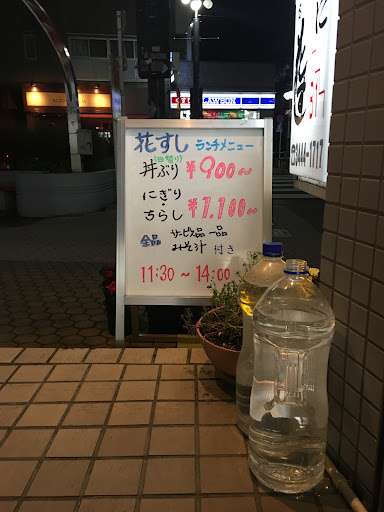 花ずし ランチメニュー
(日替り)
丼ぶり ¥900~
にぎり
・
ちらし ¥1,100~
全品 サービス品 一品
みそ汁 付き
11:30 ~ 14:00
LAWSON